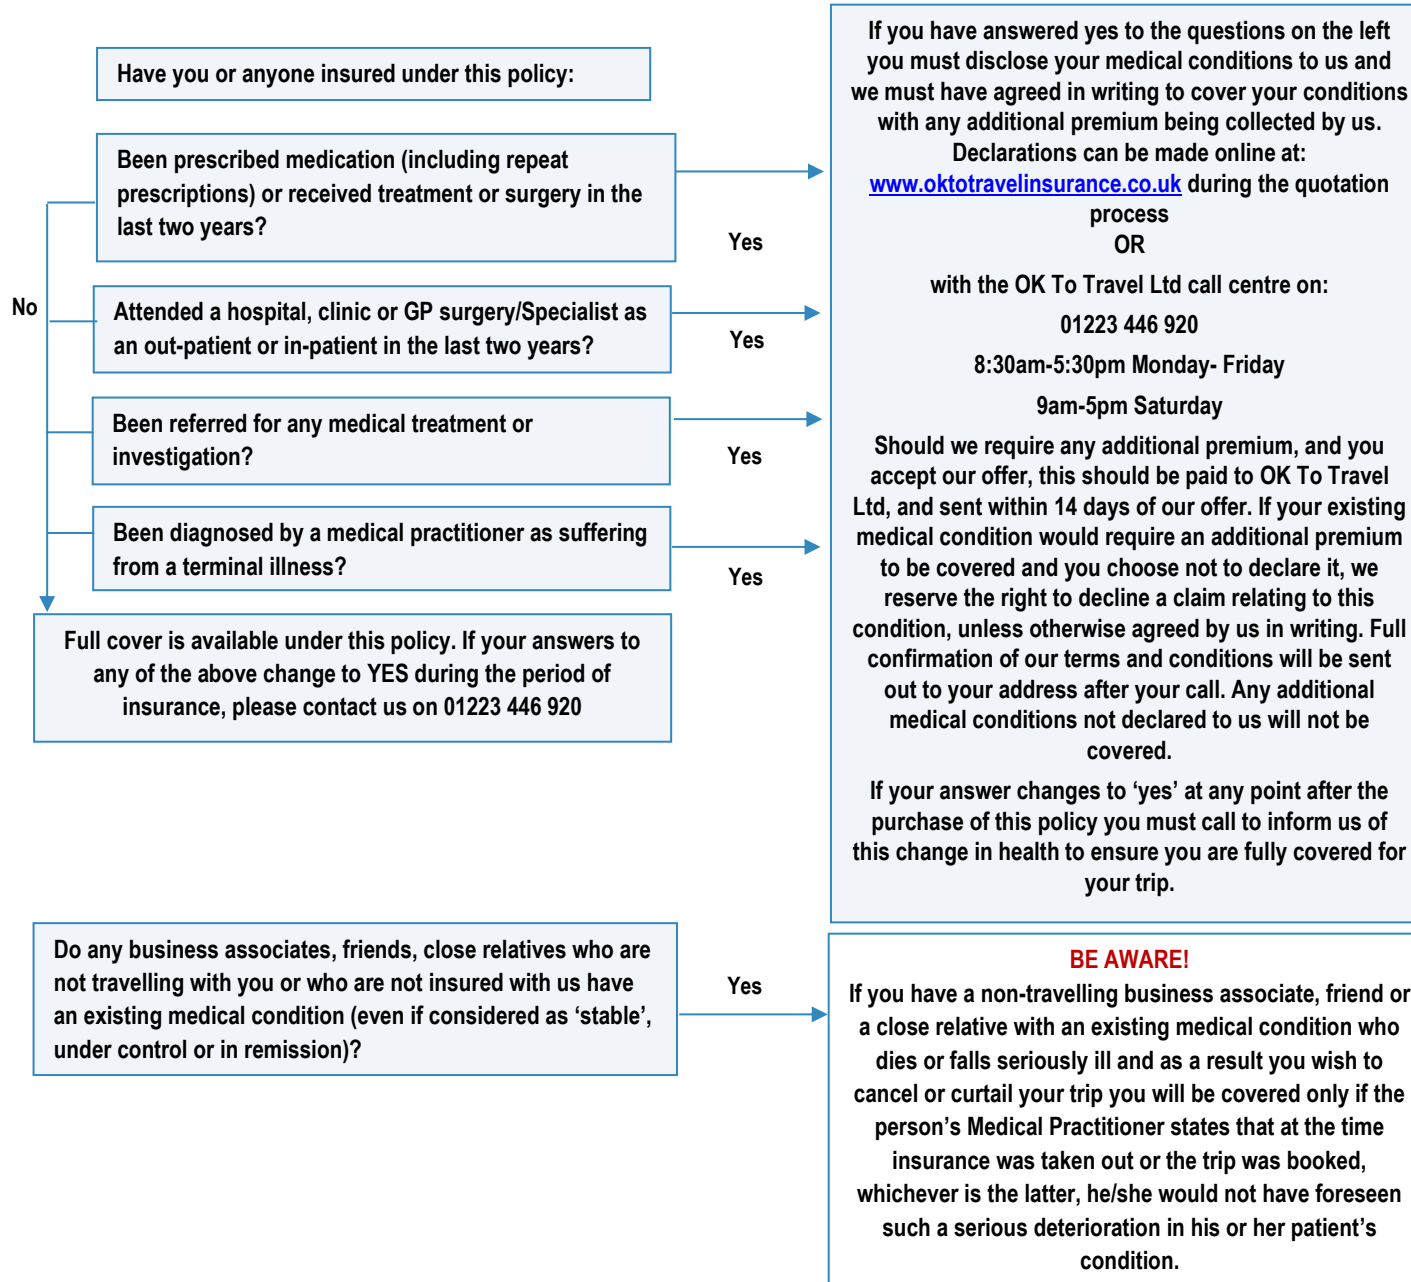 Have you or anyone insured under this policy:
Been prescribed medication (including repeat
prescriptions) or received treatment or surgery in the
last two years?
Yes
No
Attended a hospital, clinic or GP surgery/Specialist as
an out-patient or in-patient in the last two years?
Yes
Been referred for any medical treatment or
investigation?
Yes
Been diagnosed by a medical practitioner as suffering
from a terminal illness?
Yes
Full cover is available under this policy. If your answers to
any of the above change to YES during the period of
insurance, please contact us on 01223 446 920
If you have answered yes to the questions on the left
you must disclose your medical conditions to us and
we must have agreed in writing to cover your conditions
with any additional premium being collected by us.
Declarations can be made online at:
www.oktotravelinsurance.co.uk during the quotation
process
OR
with the OK To Travel Ltd call centre on:
01223 446 920
8:30am-5:30pm Monday- Friday
9am-5pm Saturday
Should we require any additional premium, and you
accept our offer, this should be paid to OK To Travel
Ltd, and sent within 14 days of our offer. If your existing
medical condition would require an additional premium
to be covered and you choose not to declare it, we
reserve the right to decline a claim relating to this
condition, unless otherwise agreed by us in writing. Full
confirmation of our terms and conditions will be sent
out to your address after your call. Any additional
medical conditions not declared to us will not be
covered.
If your answer changes to ‘yes’ at any point after the
purchase of this policy you must call to inform us of
this change in health to ensure you are fully covered for
your trip.
Do any business associates, friends, close relatives who are
not travelling with you or who are not insured with us have
an existing medical condition (even if considered as ‘stable’,
under control or in remission)?
Yes
BE AWARE!
If you have a non-travelling business associate, friend or
a close relative with an existing medical condition who
dies or falls seriously ill and as a result you wish to
cancel or curtail your trip you will be covered only if the
person’s Medical Practitioner states that at the time
insurance was taken out or the trip was booked,
whichever is the latter, he/she would not have foreseen
such a serious deterioration in his or her patient’s
condition.